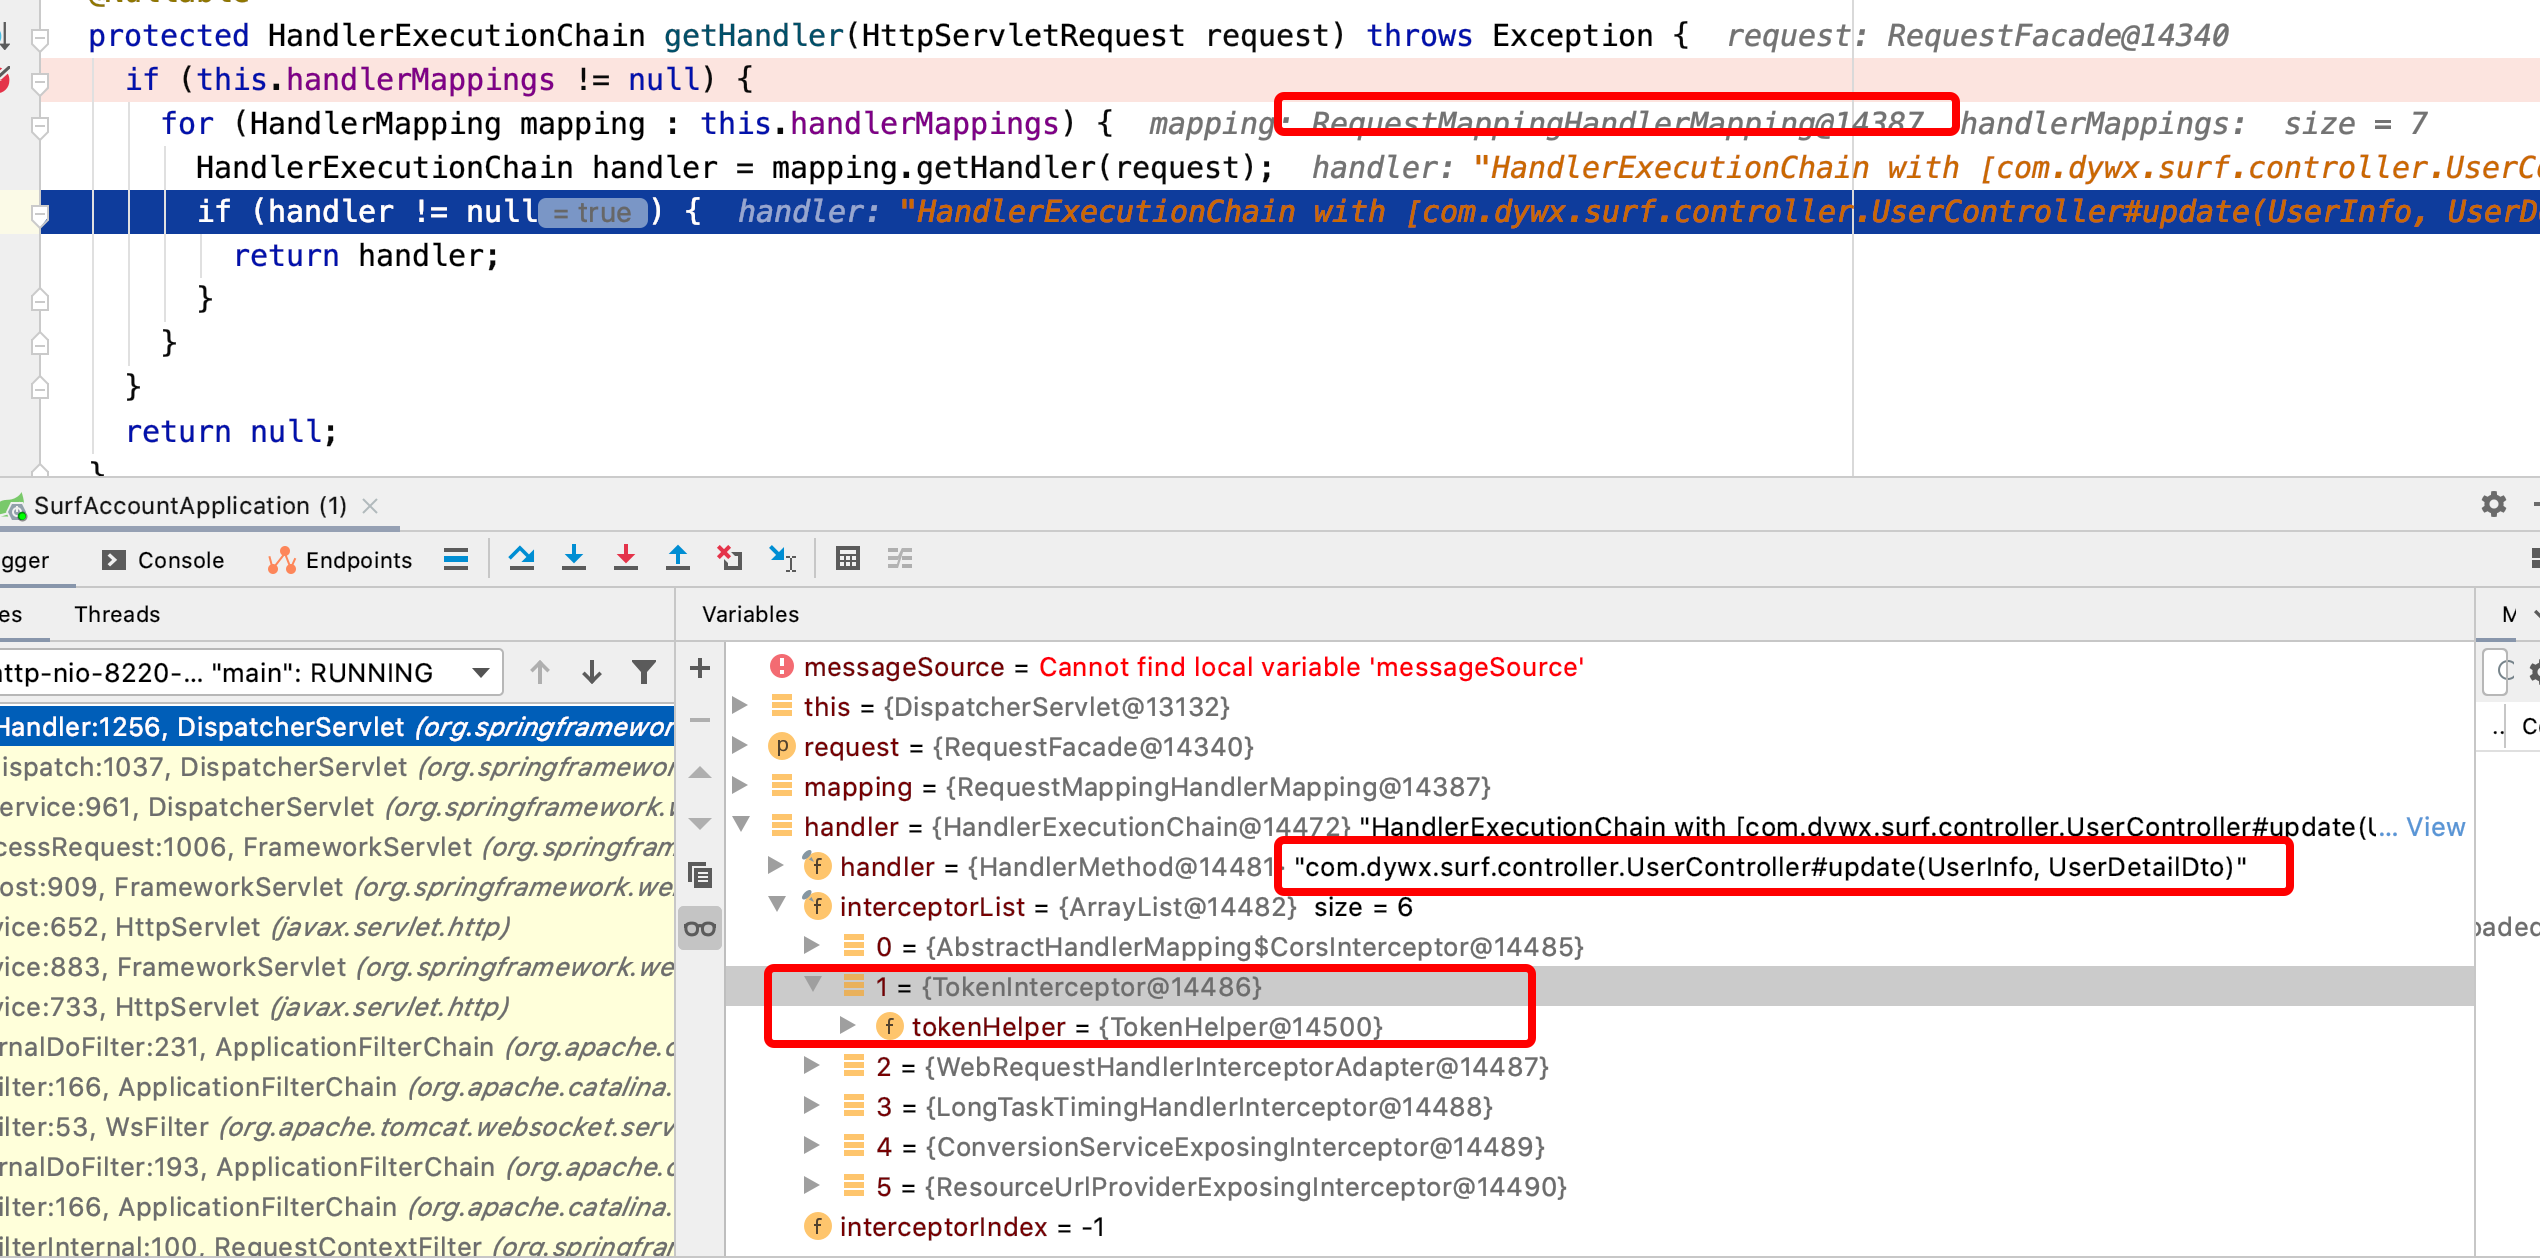 protected HandlerExecutionChain getHandler(HttpServletRequest request) throws Exception {  request: RequestFacade@14340
if (this.handlerMappings != null) {
for (HandlerMapping mapping : this.handlerMappings) {  mapping: RequestMappingHandlerMapping@14387  handlerMappings:  size = 7
HandlerExecutionChain handler = mapping.getHandler(request);  handler: "HandlerExecutionChain with [com.dywx.surf.controller.UserCo
if (handler != null = true ) {  handler: "HandlerExecutionChain with [com.dywx.surf.controller.UserController#update(UserInfo, UserD
return handler;
}
}
}
return null;
}
SurfAccountApplication (1)
gger Console Endpoints
es Threads
Variables
M
ttp-nio-8220-... "main": RUNNING
Handler:1256, DispatcherServlet (org.springframewor
ispatch:1037, DispatcherServlet (org.springframewor
ervice:961, DispatcherServlet (org.springframework.w
cessRequest:1006, FrameworkServlet (org.springfram
ost:909, FrameworkServlet (org.springframework.we
vice:652, HttpServlet (javax.servlet.http)
vice:883, FrameworkServlet (org.springframework.we
vice:733, HttpServlet (javax.servlet.http)
rnalDoFilter:231, ApplicationFilterChain (org.apache.c
ilter:166, ApplicationFilterChain (org.apache.catalina.
ilter:53, WsFilter (org.apache.tomcat.websocket.serv
rnalDoFilter:193, ApplicationFilterChain (org.apache.c
ilter:166, ApplicationFilterChain (org.apache.catalina.
ilterInternal:100, RequestContextFilter (org.springfrar
messageSource = Cannot find local variable 'messageSource'
this = {DispatcherServlet@13132}
request = {RequestFacade@14340}
mapping = {RequestMappingHandlerMapping@14387}
handler = {HandlerExecutionChain@14472} "HandlerExecutionChain with [com.dywx.surf.controller.UserController#update(U... View
handler = {HandlerMethod@14481} "com.dywx.surf.controller.UserController#update(UserInfo, UserDetailDto)"
interceptorList = {ArrayList@14482}  size = 6
0 = {AbstractHandlerMapping$CorsInterceptor@14485}
1 = {TokenInterceptor@14486}
tokenHelper = {TokenHelper@14500}
2 = {WebRequestHandlerInterceptorAdapter@14487}
3 = {LongTaskTimingHandlerInterceptor@14488}
4 = {ConversionServiceExposingInterceptor@14489}
5 = {ResourceUrlProviderExposingInterceptor@14490}
interceptorIndex = -1
.. Co
oaded